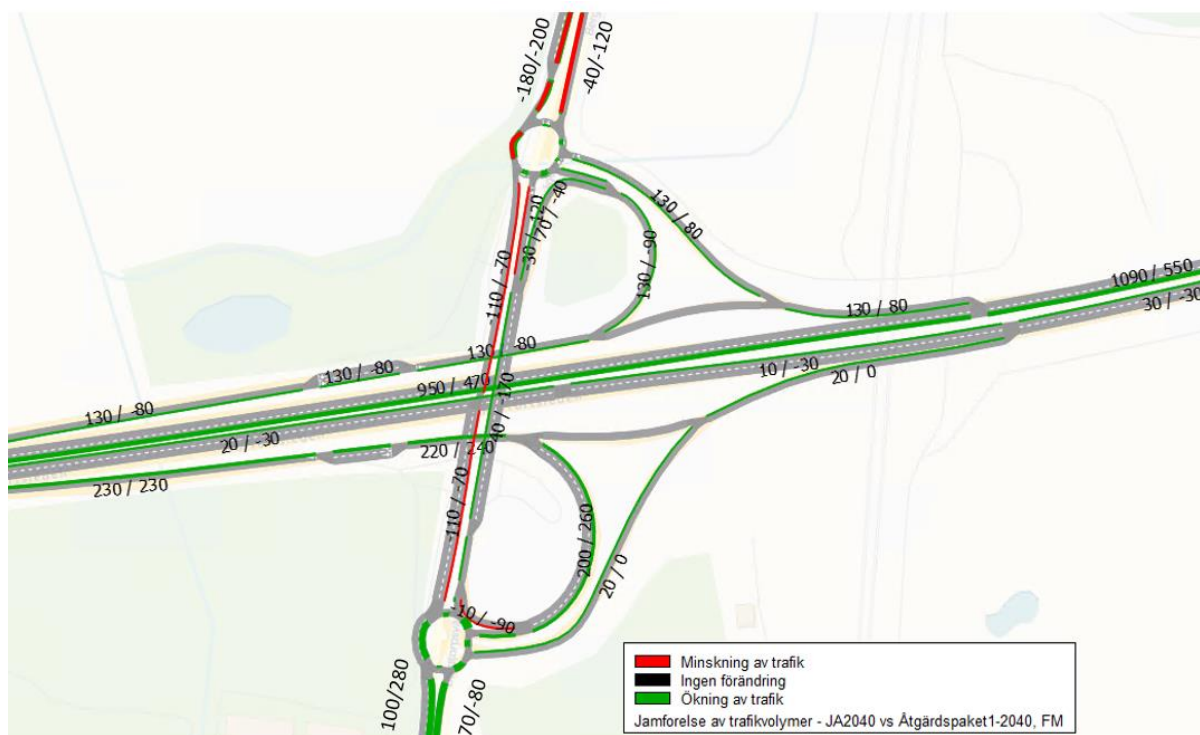 -180/-200
-40/-120
130 / 80
-30 / -120
70 / -40
130 / -90
-110 / -70
1090 / 550
30 / -30
130 / 80
130 / -80
130 / -80
950 / 470
10 / -30
20 / 0
130 / -80
20 / -30
220 / 240
-40 / -170
230 / 230
-110 / -70
200 / 260
20 / 0
-10 / -90
100/280
70/-80
Minskning av trafik
Ingen förändring
Ökning av trafik
Jamforelse av trafikvolymer - JA2040 vs Åtgärdspaket1-2040, FM